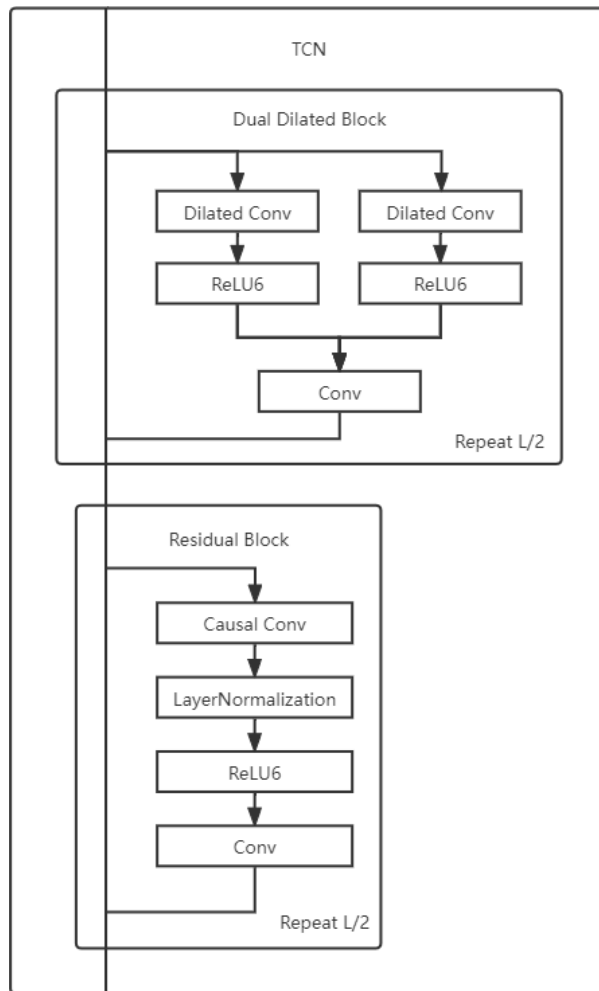 TCN
Dual Dilated Block
Dilated Conv
Dilated Conv
ReLU6
ReLU6
Conv
Repeat L/2
Residual Block
Causal Conv
LayerNormalization
ReLU6
Conv
Repeat L/2